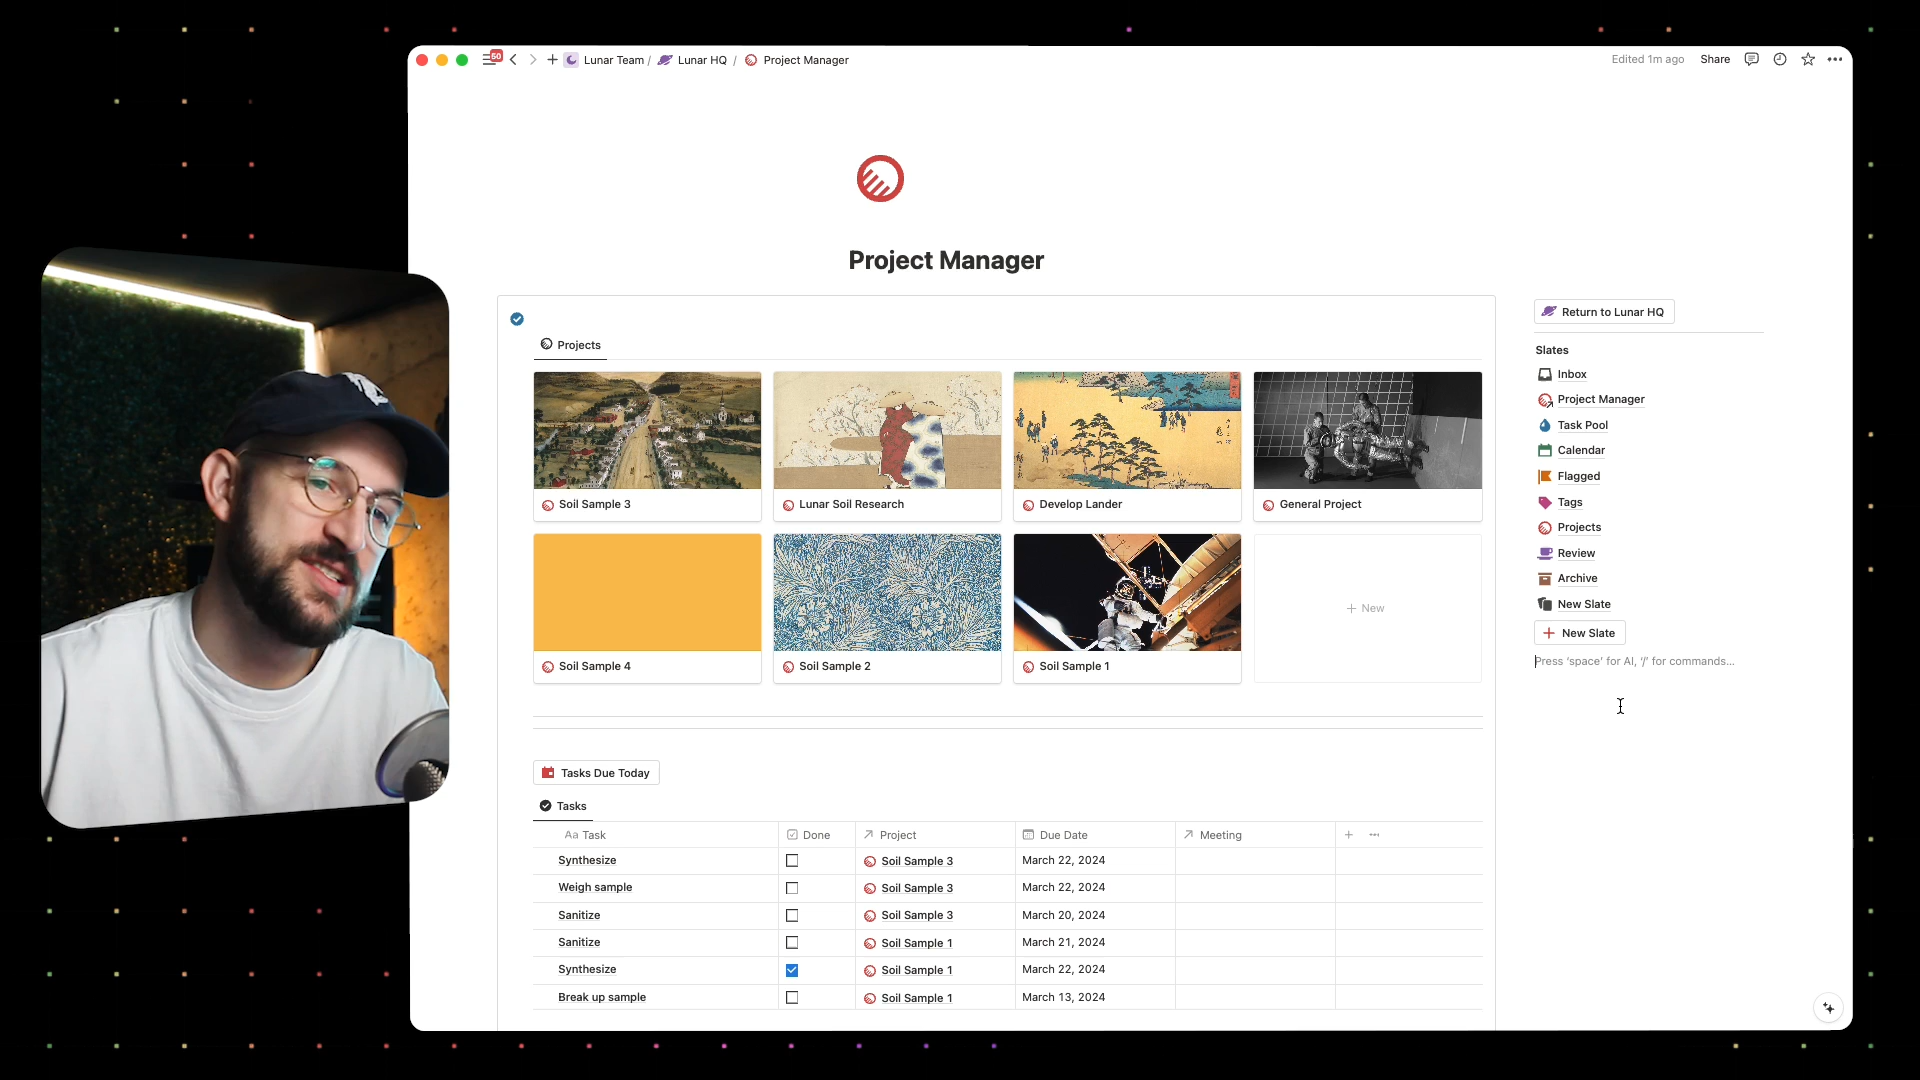 50
Lunar Team / Lunar HQ / Project Manager
Edited 1m ago Share
Project Manager
Projects
Soil Sample 3
Lunar Soil Research
Develop Lander
General Project
Soil Sample 4
Soil Sample 2
Soil Sample 1
+ New
Tasks Due Today
Tasks
Aa Task Done Project Due Date Meeting
Synthesize Soil Sample 3 March 22, 2024
Weigh sample Soil Sample 3 March 22, 2024
Sanitize Soil Sample 3 March 20, 2024
Sanitize Soil Sample 1 March 21, 2024
Synthesize Soil Sample 1 March 22, 2024
Break up sample Soil Sample 1 March 13, 2024
Return to Lunar HQ
Slates
Inbox
Project Manager
Task Pool
Calendar
Flagged
Tags
Projects
Review
Archive
New Slate
+ New Slate
Press ‘space’ for AI, ‘/’ for commands...